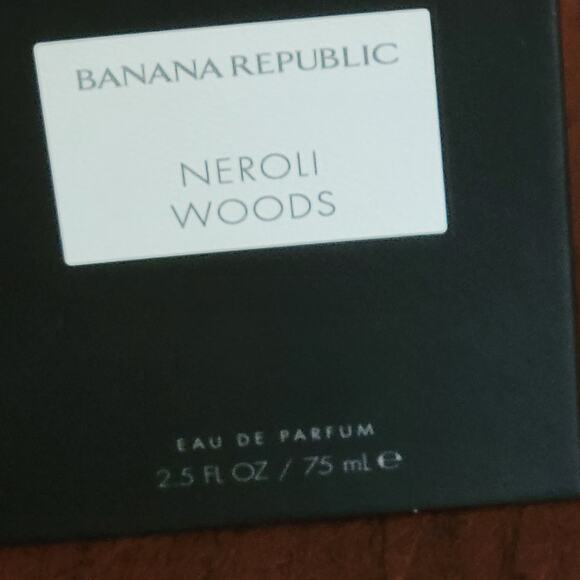 BANANA REPUBLIC
NEROLI
WOODS
EAU DE PARFUM
2.5 FL OZ / 75 mL ℮